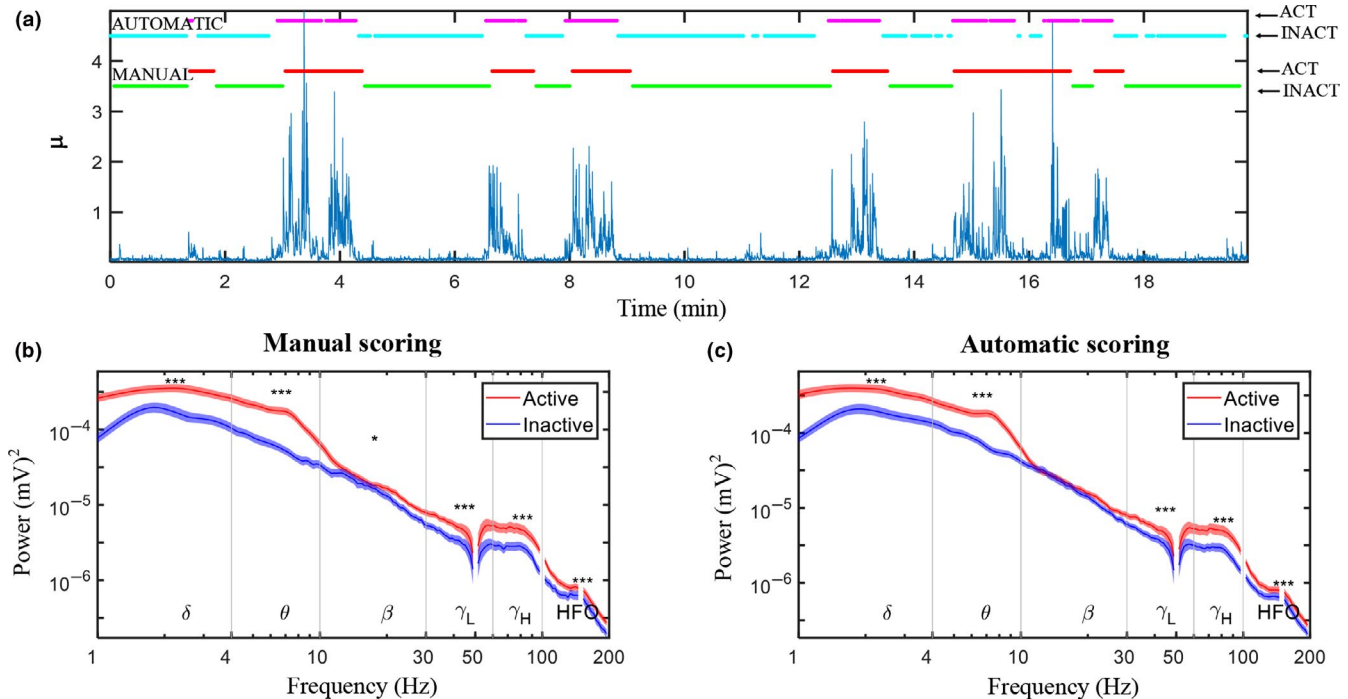 (a)
AUTOMATIC
ACT
INACT
MANUAL
ACT
INACT
4
3
2
1
μ
0 2 4 6 8 10 12 14 16 18
Time (min)
(b) Manual scoring
*** *** * *** *** ***
Active
Inactive
10⁻⁴
10⁻⁵
10⁻⁶
Power (mV)²
δ θ β γL γH HFO
1 4 10 30 50 100 200
Frequency (Hz)
(c) Automatic scoring
*** *** *** *** ***
Active
Inactive
10⁻⁴
10⁻⁵
10⁻⁶
Power (mV)²
δ θ β γL γH HFO
1 4 10 30 50 100 200
Frequency (Hz)